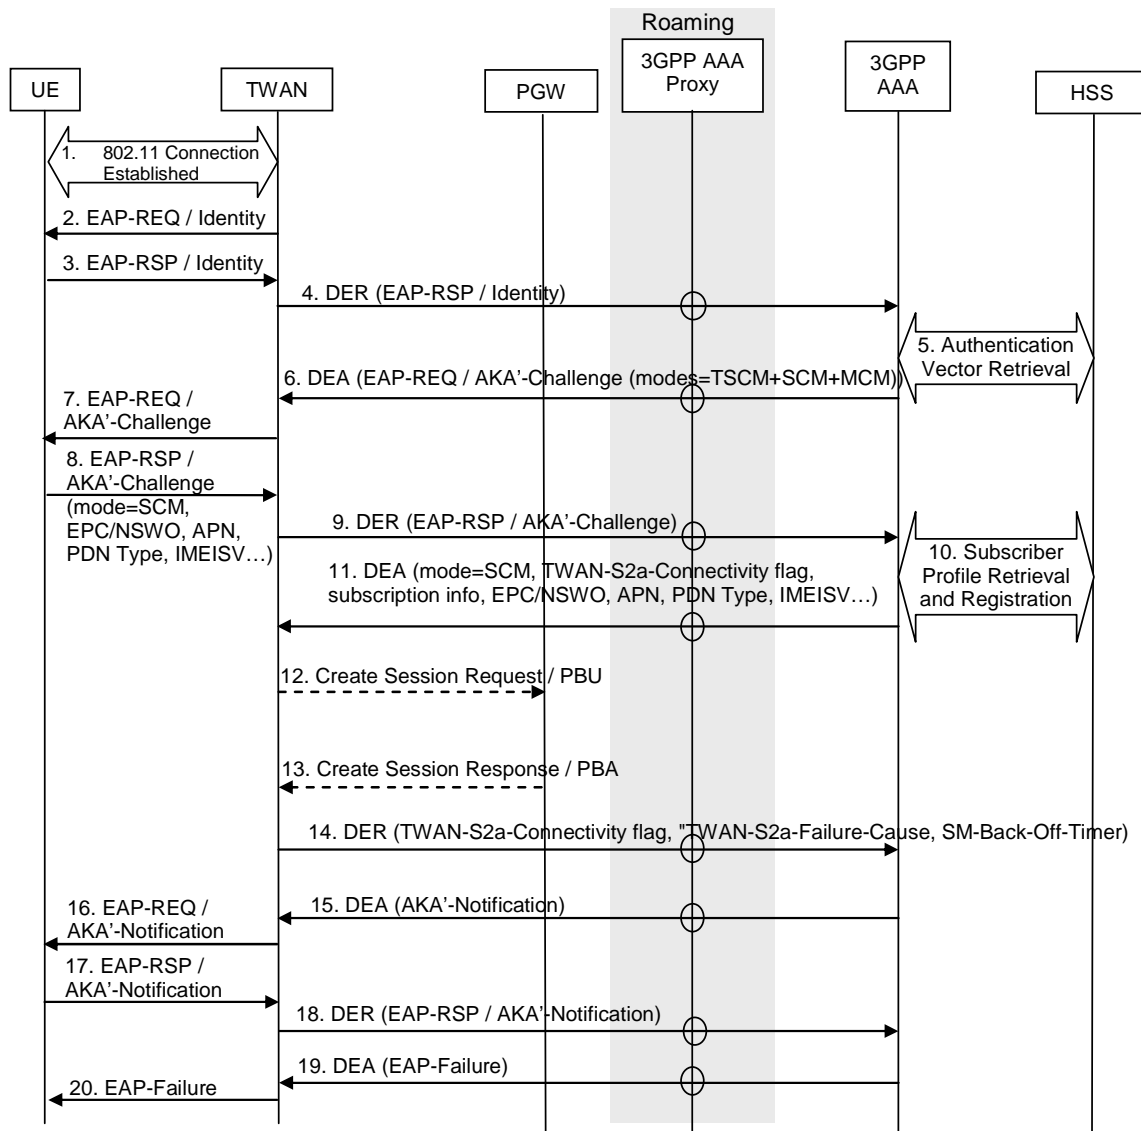 Roaming
UE
TWAN
PGW
3GPP AAA
Proxy
3GPP
AAA
HSS
1. 802.11 Connection
Established
2. EAP-REQ / Identity
3. EAP-RSP / Identity
4. DER (EAP-RSP / Identity)
5. Authentication
Vector Retrieval
6. DEA (EAP-REQ / AKA'-Challenge (modes=TSCM+SCM+MCM))
7. EAP-REQ /
AKA'-Challenge
8. EAP-RSP /
AKA'-Challenge
(mode=SCM,
EPC/NSWO, APN,
PDN Type, IMEISV…)
9. DER (EAP-RSP / AKA'-Challenge)
10. Subscriber
Profile Retrieval
and Registration
11. DEA (mode=SCM, TWAN-S2a-Connectivity flag,
subscription info, EPC/NSWO, APN, PDN Type, IMEISV…)
12. Create Session Request / PBU
13. Create Session Response / PBA
14. DER (TWAN-S2a-Connectivity flag, "TWAN-S2a-Failure-Cause, SM-Back-Off-Timer)
15. DEA (AKA'-Notification)
16. EAP-REQ /
AKA'-Notification
17. EAP-RSP /
AKA'-Notification
18. DER (EAP-RSP / AKA'-Notification)
19. DEA (EAP-Failure)
20. EAP-Failure